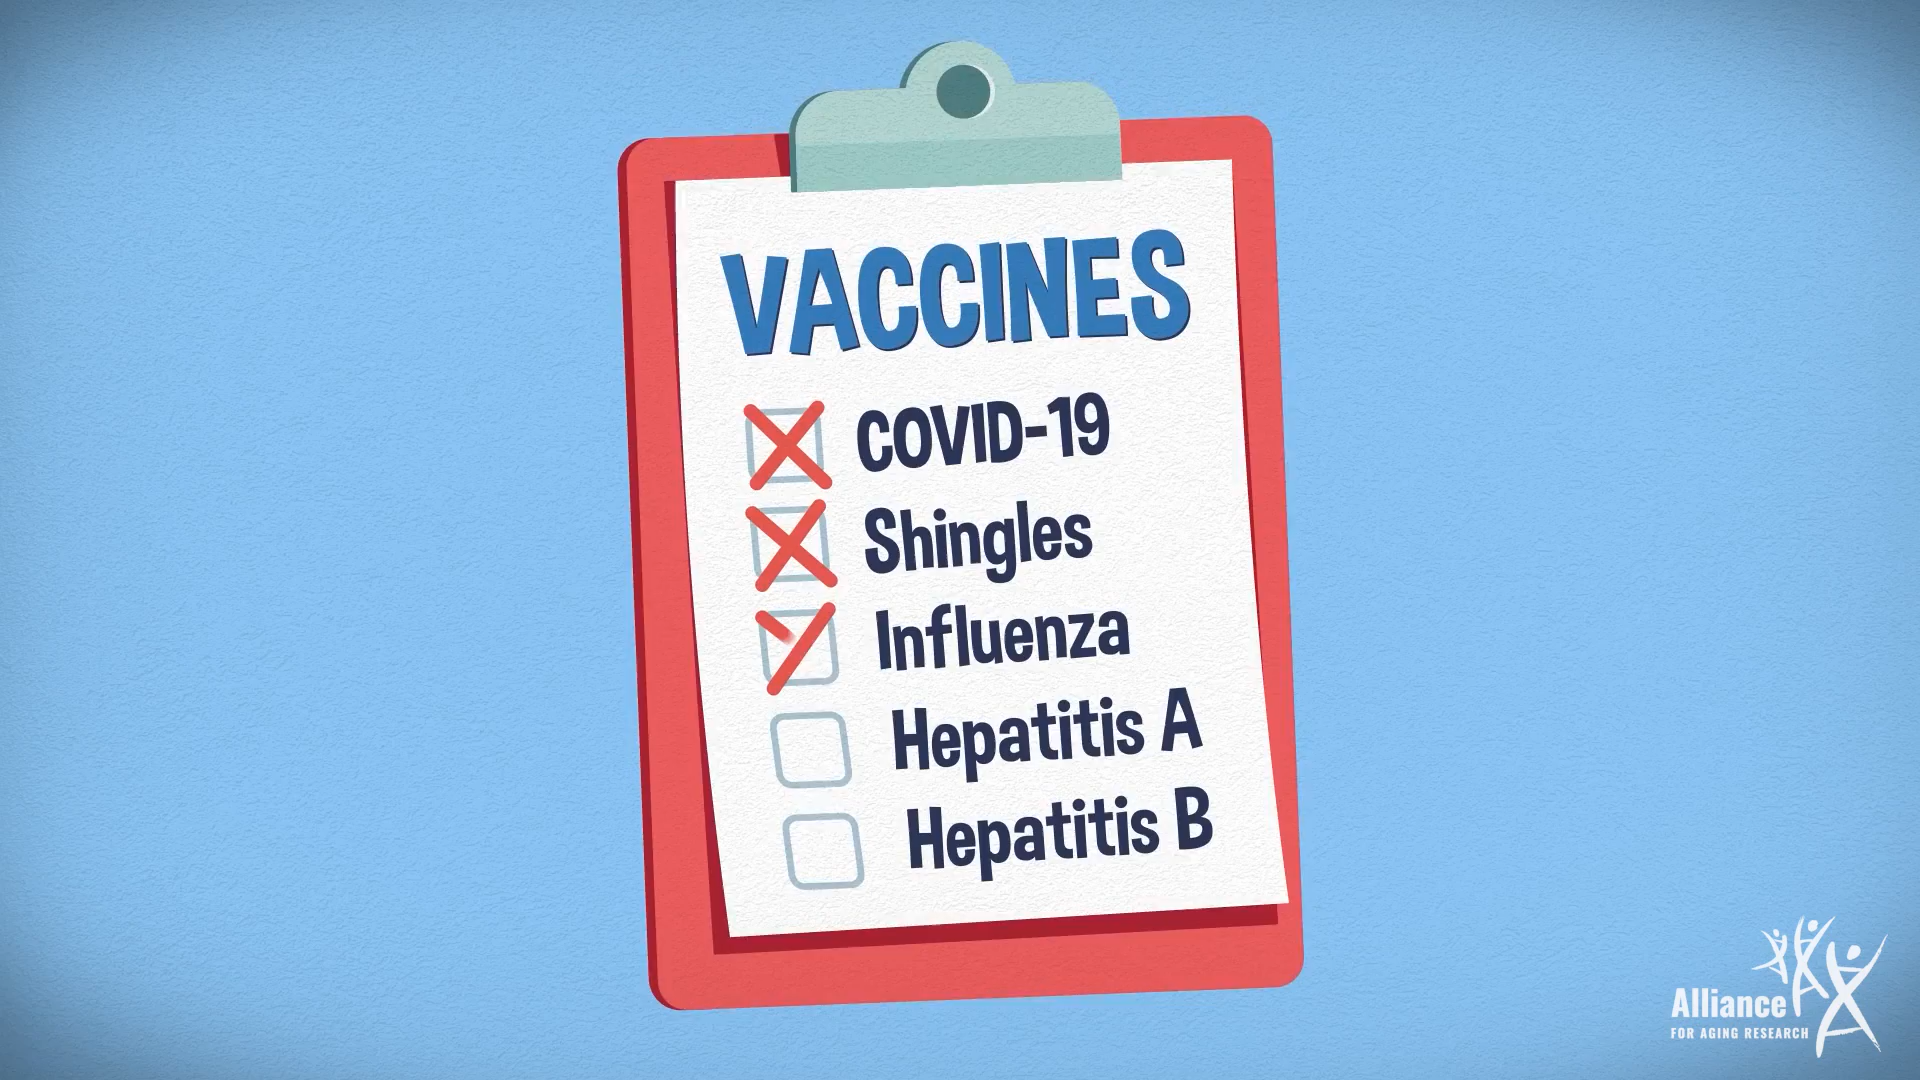 VACCINES
COVID-19
Shingles
Influenza
Hepatitis A
Hepatitis B
Alliance
FOR AGING RESEARCH